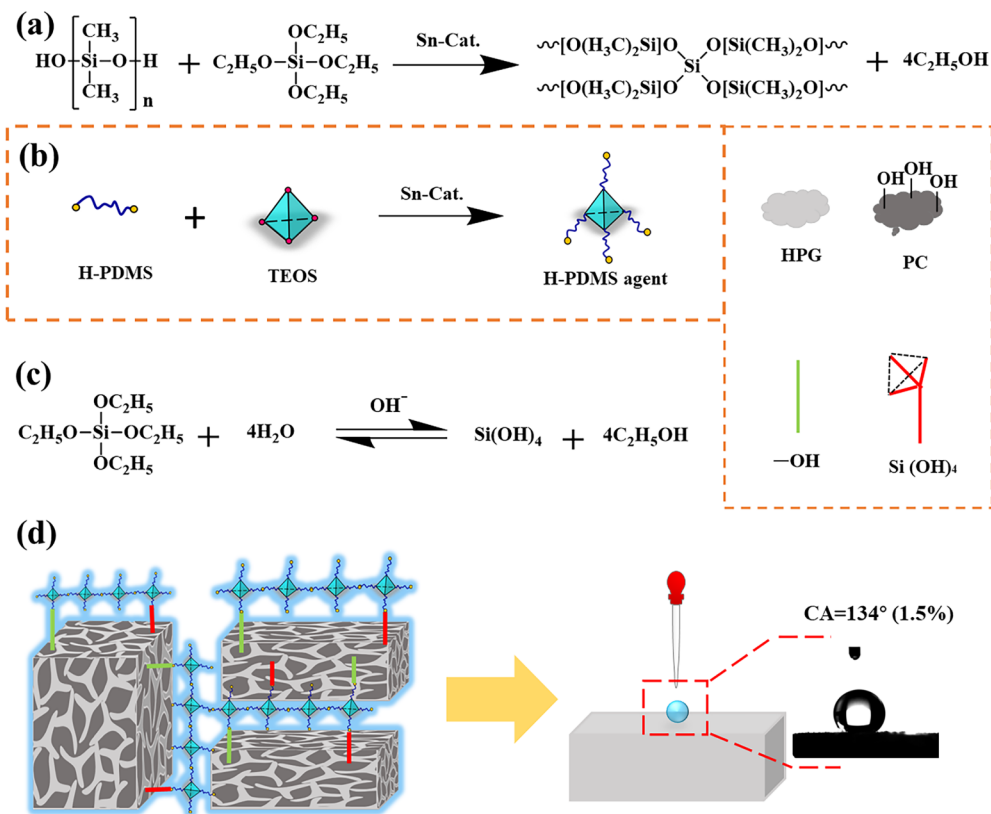 (a)
HO[Si(CH₃)(CH₃)–O]ₙH + C₂H₅O–Si(OC₂H₅)(OC₂H₅)–OC₂H₅ Sn-Cat. ~[O(H₃C)₂Si]O O[Si(CH₃)₂O]~
Si + 4C₂H₅OH
~[O(H₃C)₂Si]O O[Si(CH₃)₂O]~
(b)
Sn-Cat.
+
H-PDMS TEOS H-PDMS agent
OH OH OH
HPG PC
—OH Si (OH)₄
(c)
OC₂H₅
C₂H₅O–Si–OC₂H₅ + 4H₂O OH⁻ Si(OH)₄ + 4C₂H₅OH
OC₂H₅
(d)
CA=134° (1.5%)